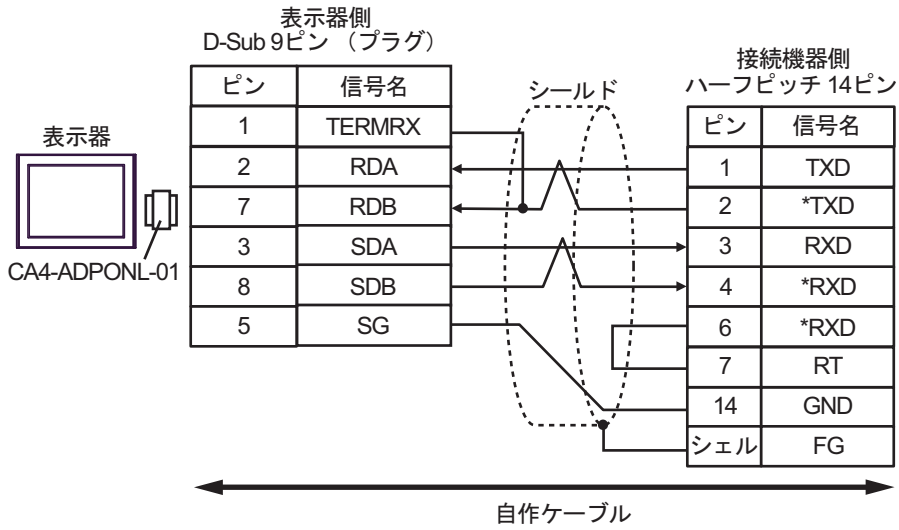 表示器側
D-Sub 9ピン (プラグ)
ピン 信号名
1 TERMRX
2 RDA
7 RDB
3 SDA
8 SDB
5 SG
表示器
CA4-ADPONL-01
シールド
接続機器側
ハーフピッチ 14ピン
ピン 信号名
1 TXD
2 *TXD
3 RXD
4 *RXD
6 *RXD
7 RT
14 GND
シェル FG
自作ケーブル